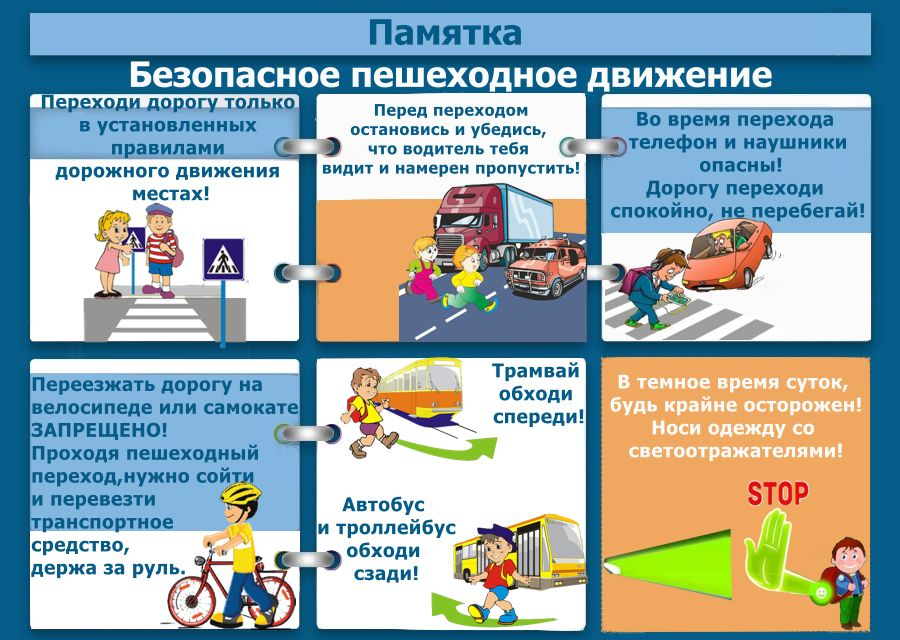 Памятка
Безопасное пешеходное движение
Переходи дорогу только
в установленных
правилами
дорожного движения
местах!
Перед переходом
остановись и убедись,
что водитель тебя
видит и намерен пропустить!
Во время перехода
телефон и наушники
опасны!
Дорогу переходи
спокойно, не перебегай!
Переезжать дорогу на
велосипеде или самокате
ЗАПРЕЩЕНО!
Проходя пешеходный
переход,нужно сойти
и перевезти
транспортное
средство,
держа за руль.
Трамвай
обходи
спереди!
Автобус
и троллейбус
обходи
сзади!
В темное время суток,
будь крайне осторожен!
Носи одежду со
светоотражателями!
STOP